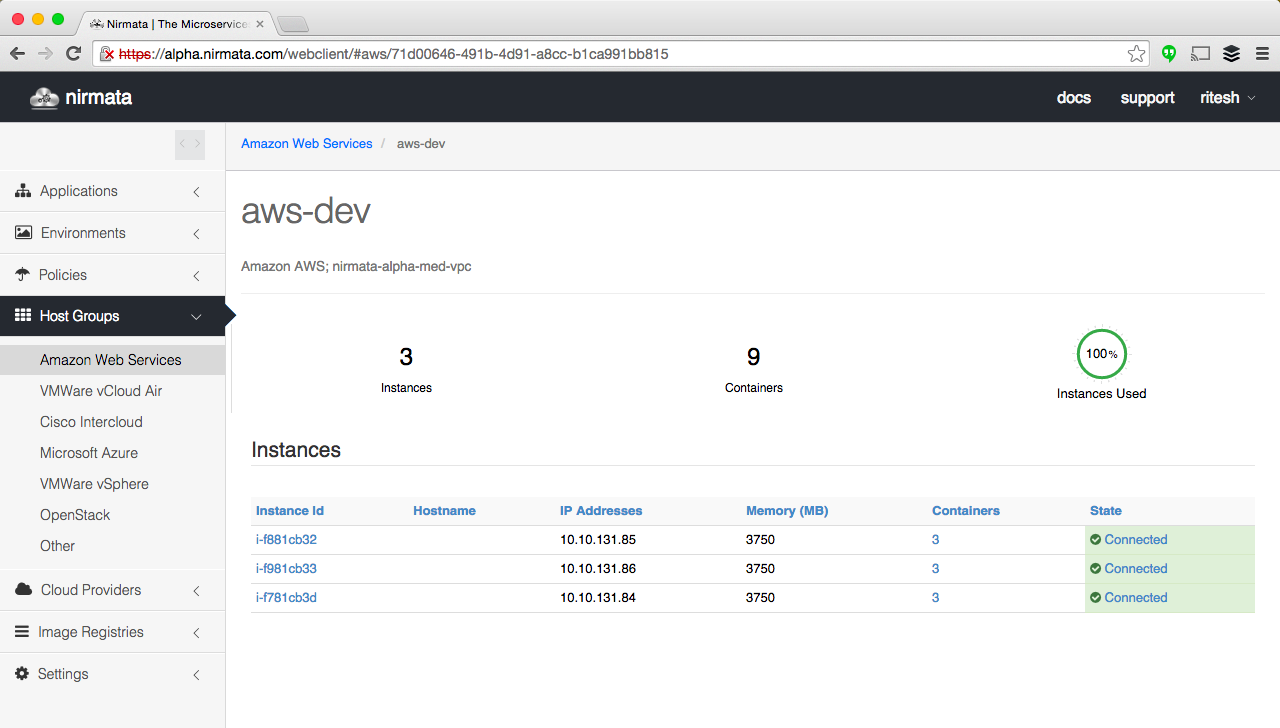 Nirmata | The Microservice
https://alpha.nirmata.com/webclient/#aws/71d00646-491b-4d91-a8cc-b1ca991bb815
nirmata
docs support ritesh
Amazon Web Services / aws-dev
Applications
Environments
Policies
Host Groups
Amazon Web Services
VMWare vCloud Air
Cisco Intercloud
Microsoft Azure
VMWare vSphere
OpenStack
Other
Cloud Providers
Image Registries
Settings
aws-dev
Amazon AWS; nirmata-alpha-med-vpc
3 9 100%
Instances Containers Instances Used
Instances
Instance Id Hostname IP Addresses Memory (MB) Containers State
i-f881cb32 10.10.131.85 3750 3 Connected
i-f981cb33 10.10.131.86 3750 3 Connected
i-f781cb3d 10.10.131.84 3750 3 Connected